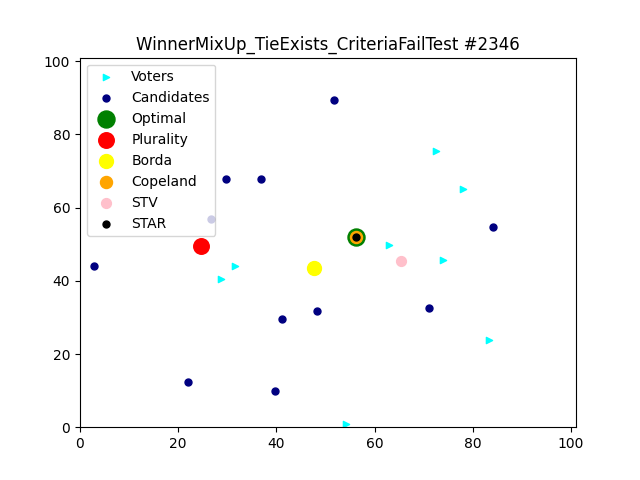 WinnerMixUp_TieExists_CriteriaFailTest #2346
100
80
60
40
20
0
Voters
Candidates
Optimal
Plurality
Borda
Copeland
STV
STAR
0 20 40 60 80 100